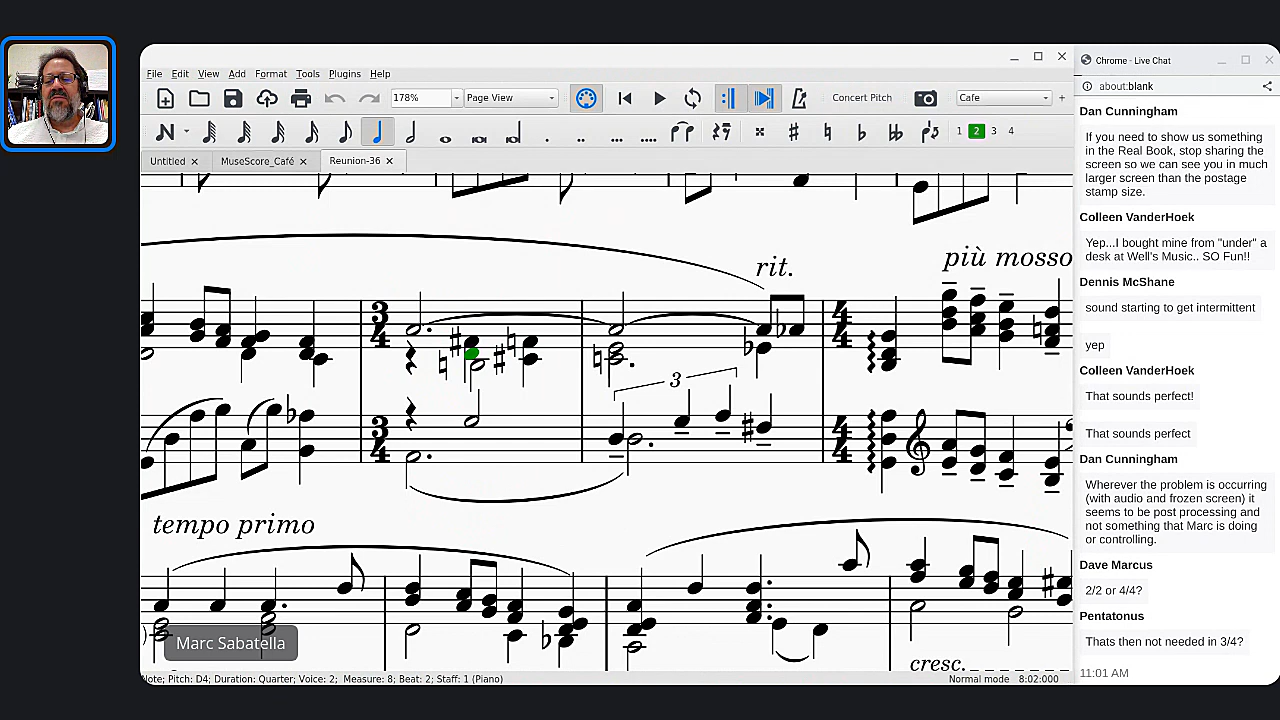 File Edit View Add Format Tools Plugins Help
178% Page View Concert Pitch Cafe +
1 2 3 4
Untitled × MuseScore_Café × Reunion-36 ×
rit.
più mosso
3 4
4 4
3
3 4
4 4
tempo primo
cresc.
Marc Sabatella
Note; Pitch: D4; Duration: Quarter; Voice: 2; Measure: 8; Beat: 2; Staff: 1 (Piano)
Normal mode 8:02:000
Chrome - Live Chat
about:blank
Dan Cunningham
If you need to show us something
in the Real Book, stop sharing the
screen so we can see you in much
larger screen than the postage
stamp size.
Colleen VanderHoek
Yep...I bought mine from "under" a
desk at Well's Music.. SO Fun!!
Dennis McShane
sound starting to get intermittent
yep
Colleen VanderHoek
That sounds perfect!
That sounds perfect
Dan Cunningham
Wherever the problem is occurring
(with audio and frozen screen) it
seems to be post processing and
not something that Marc is doing
or controlling.
Dave Marcus
2/2 or 4/4?
Pentatonus
Thats then not needed in 3/4?
11:01 AM